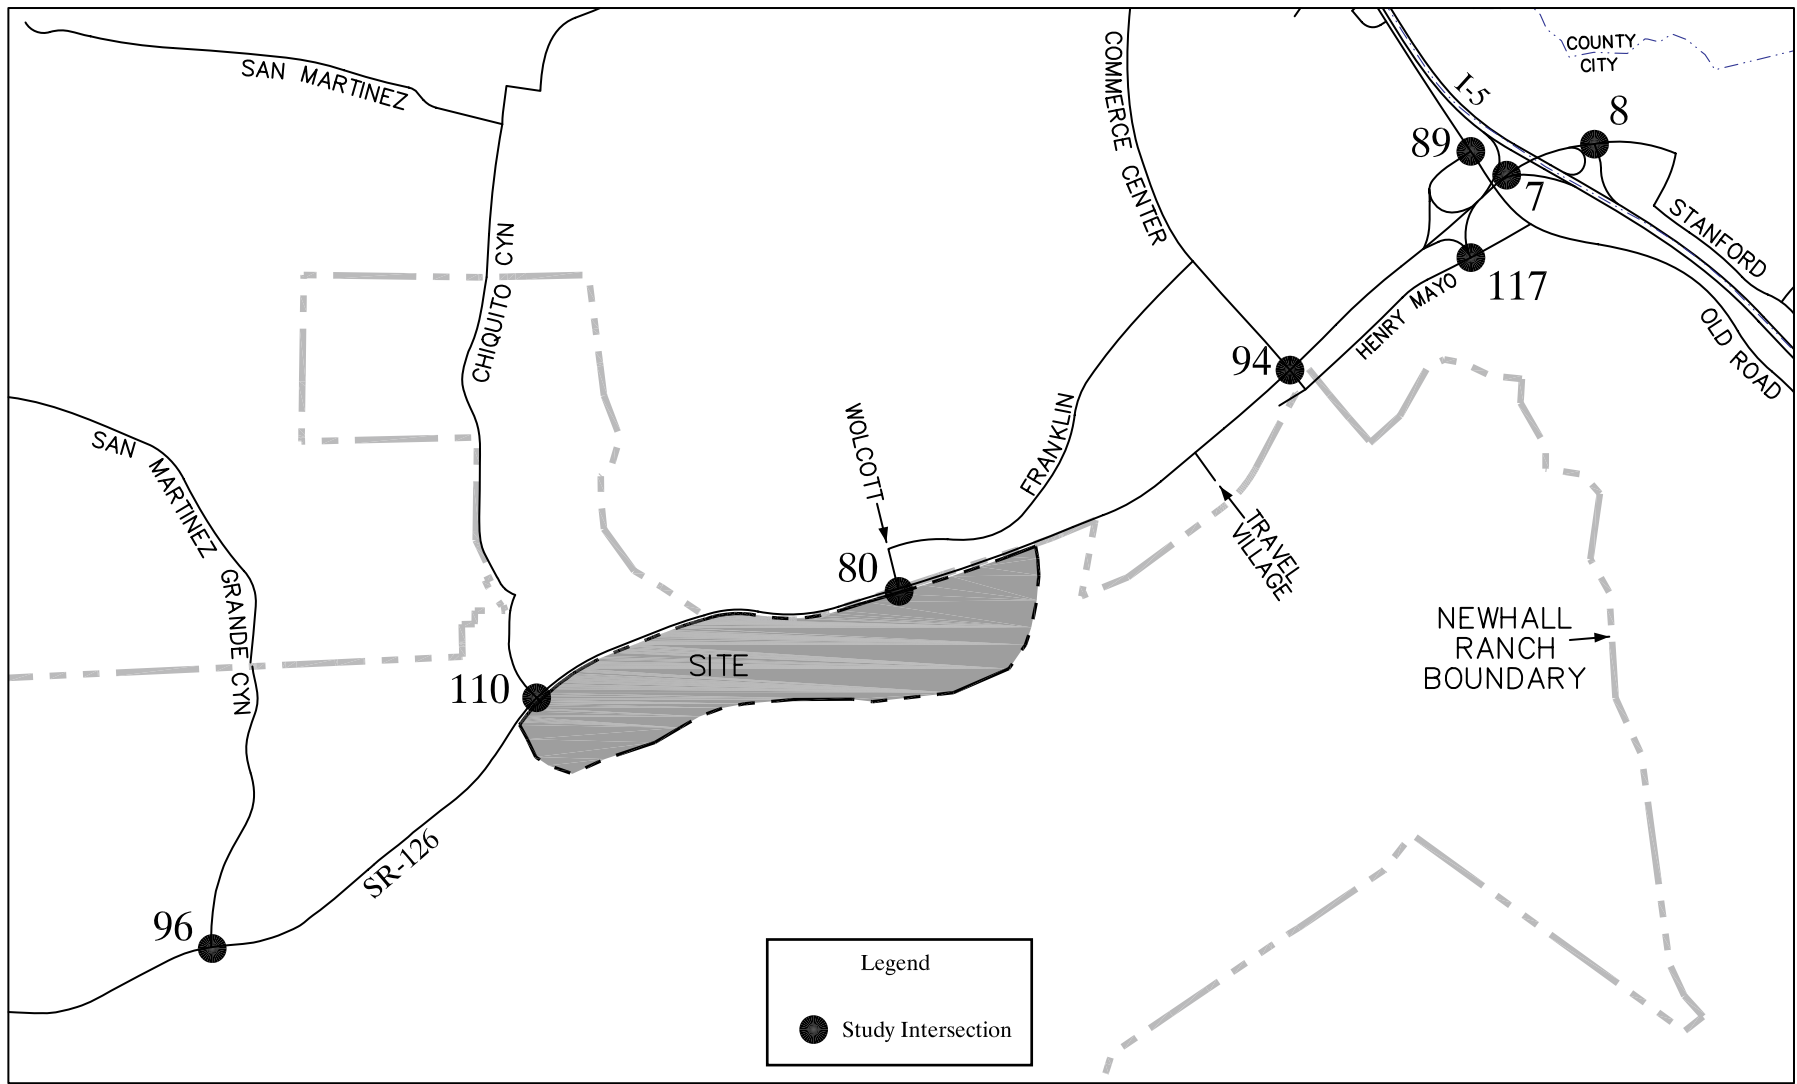 COUNTY
CITY
I-5
8
89
7
117
STANFORD
OLD ROAD
HENRY MAYO
COMMERCE CENTER
94
SAN MARTINEZ
CHIQUITO CYN
FRANKLIN
WOLCOTT
80
TRAVEL
VILLAGE
NEWHALL
RANCH
BOUNDARY
SAN MARTINEZ GRANDE CYN
SITE
110
SR-126
96
Legend
Study Intersection